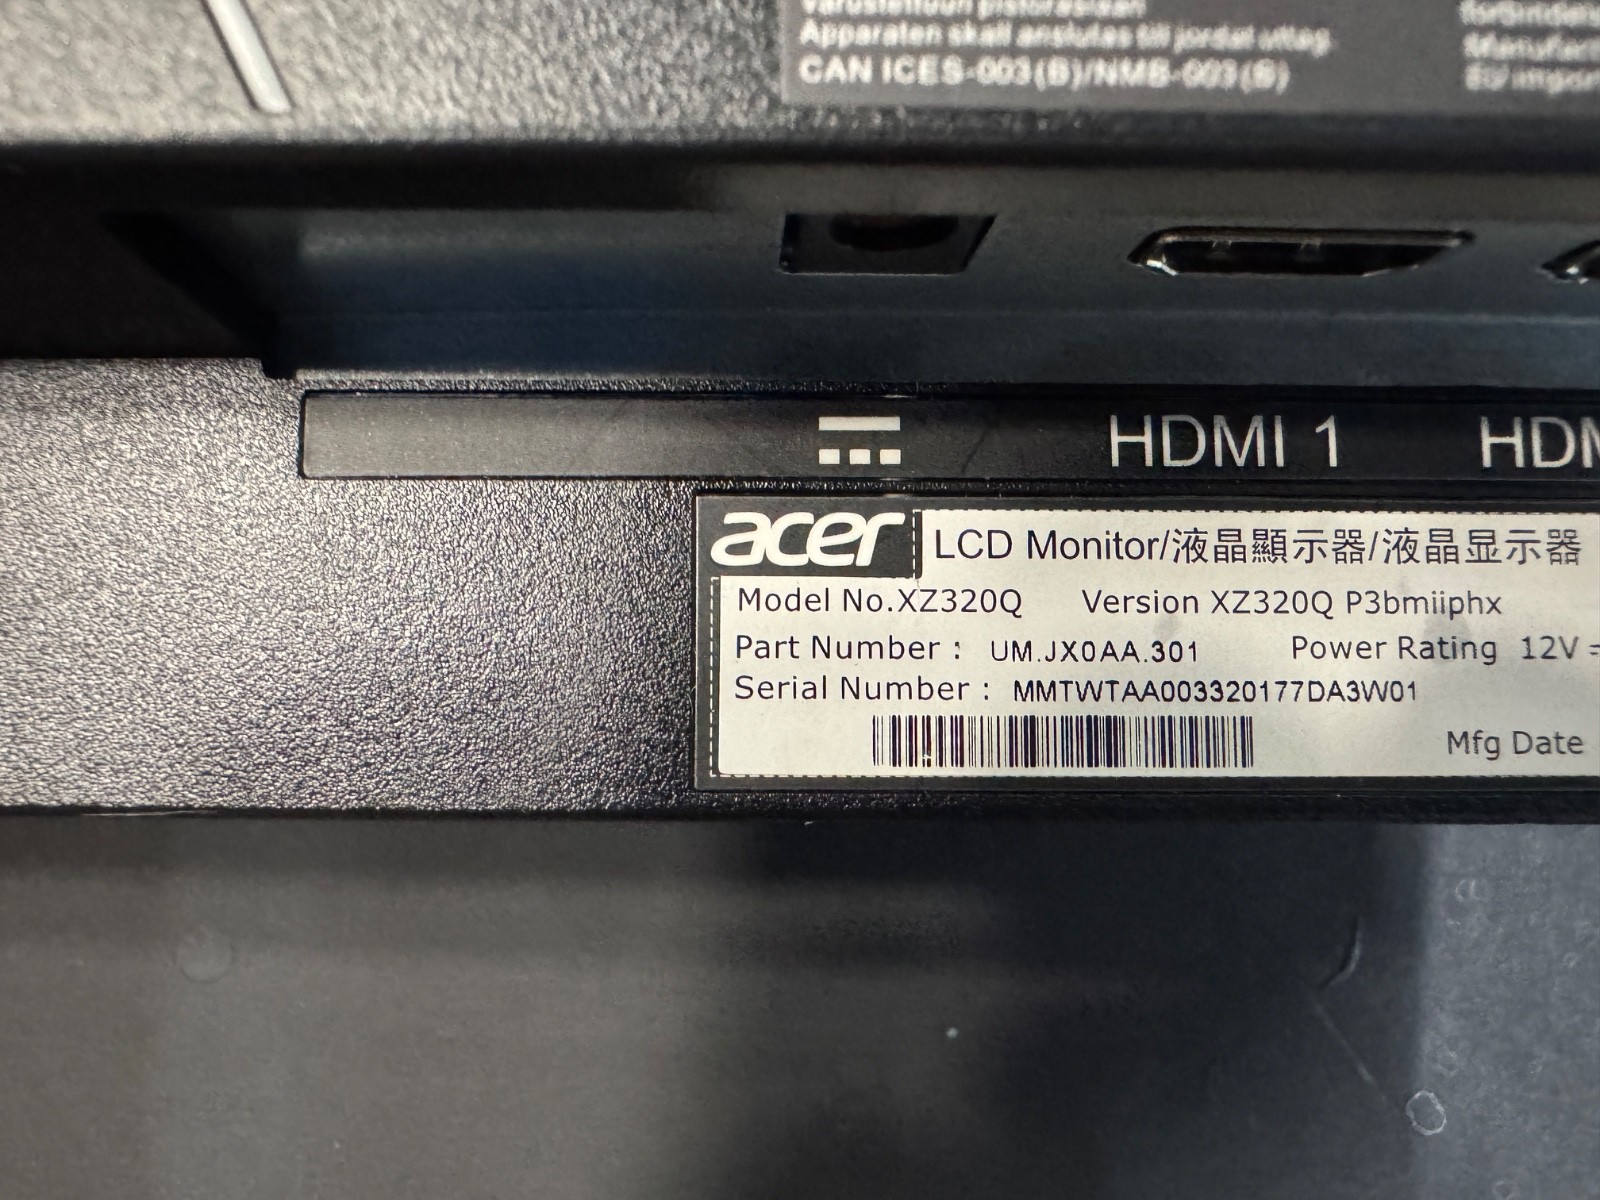 Apparaten skall anslutas till jordat uttag.
CAN ICES-003(B)/NMB-003(B)
HDMI 1 HDM
acer LCD Monitor/液晶顯示器/液晶显示器
Model No.XZ320Q Version XZ320Q P3bmiiphx
Part Number : UM.JX0AA.301 Power Rating 12V
Serial Number : MMTWTAA003320177DA3W01
Mfg Date